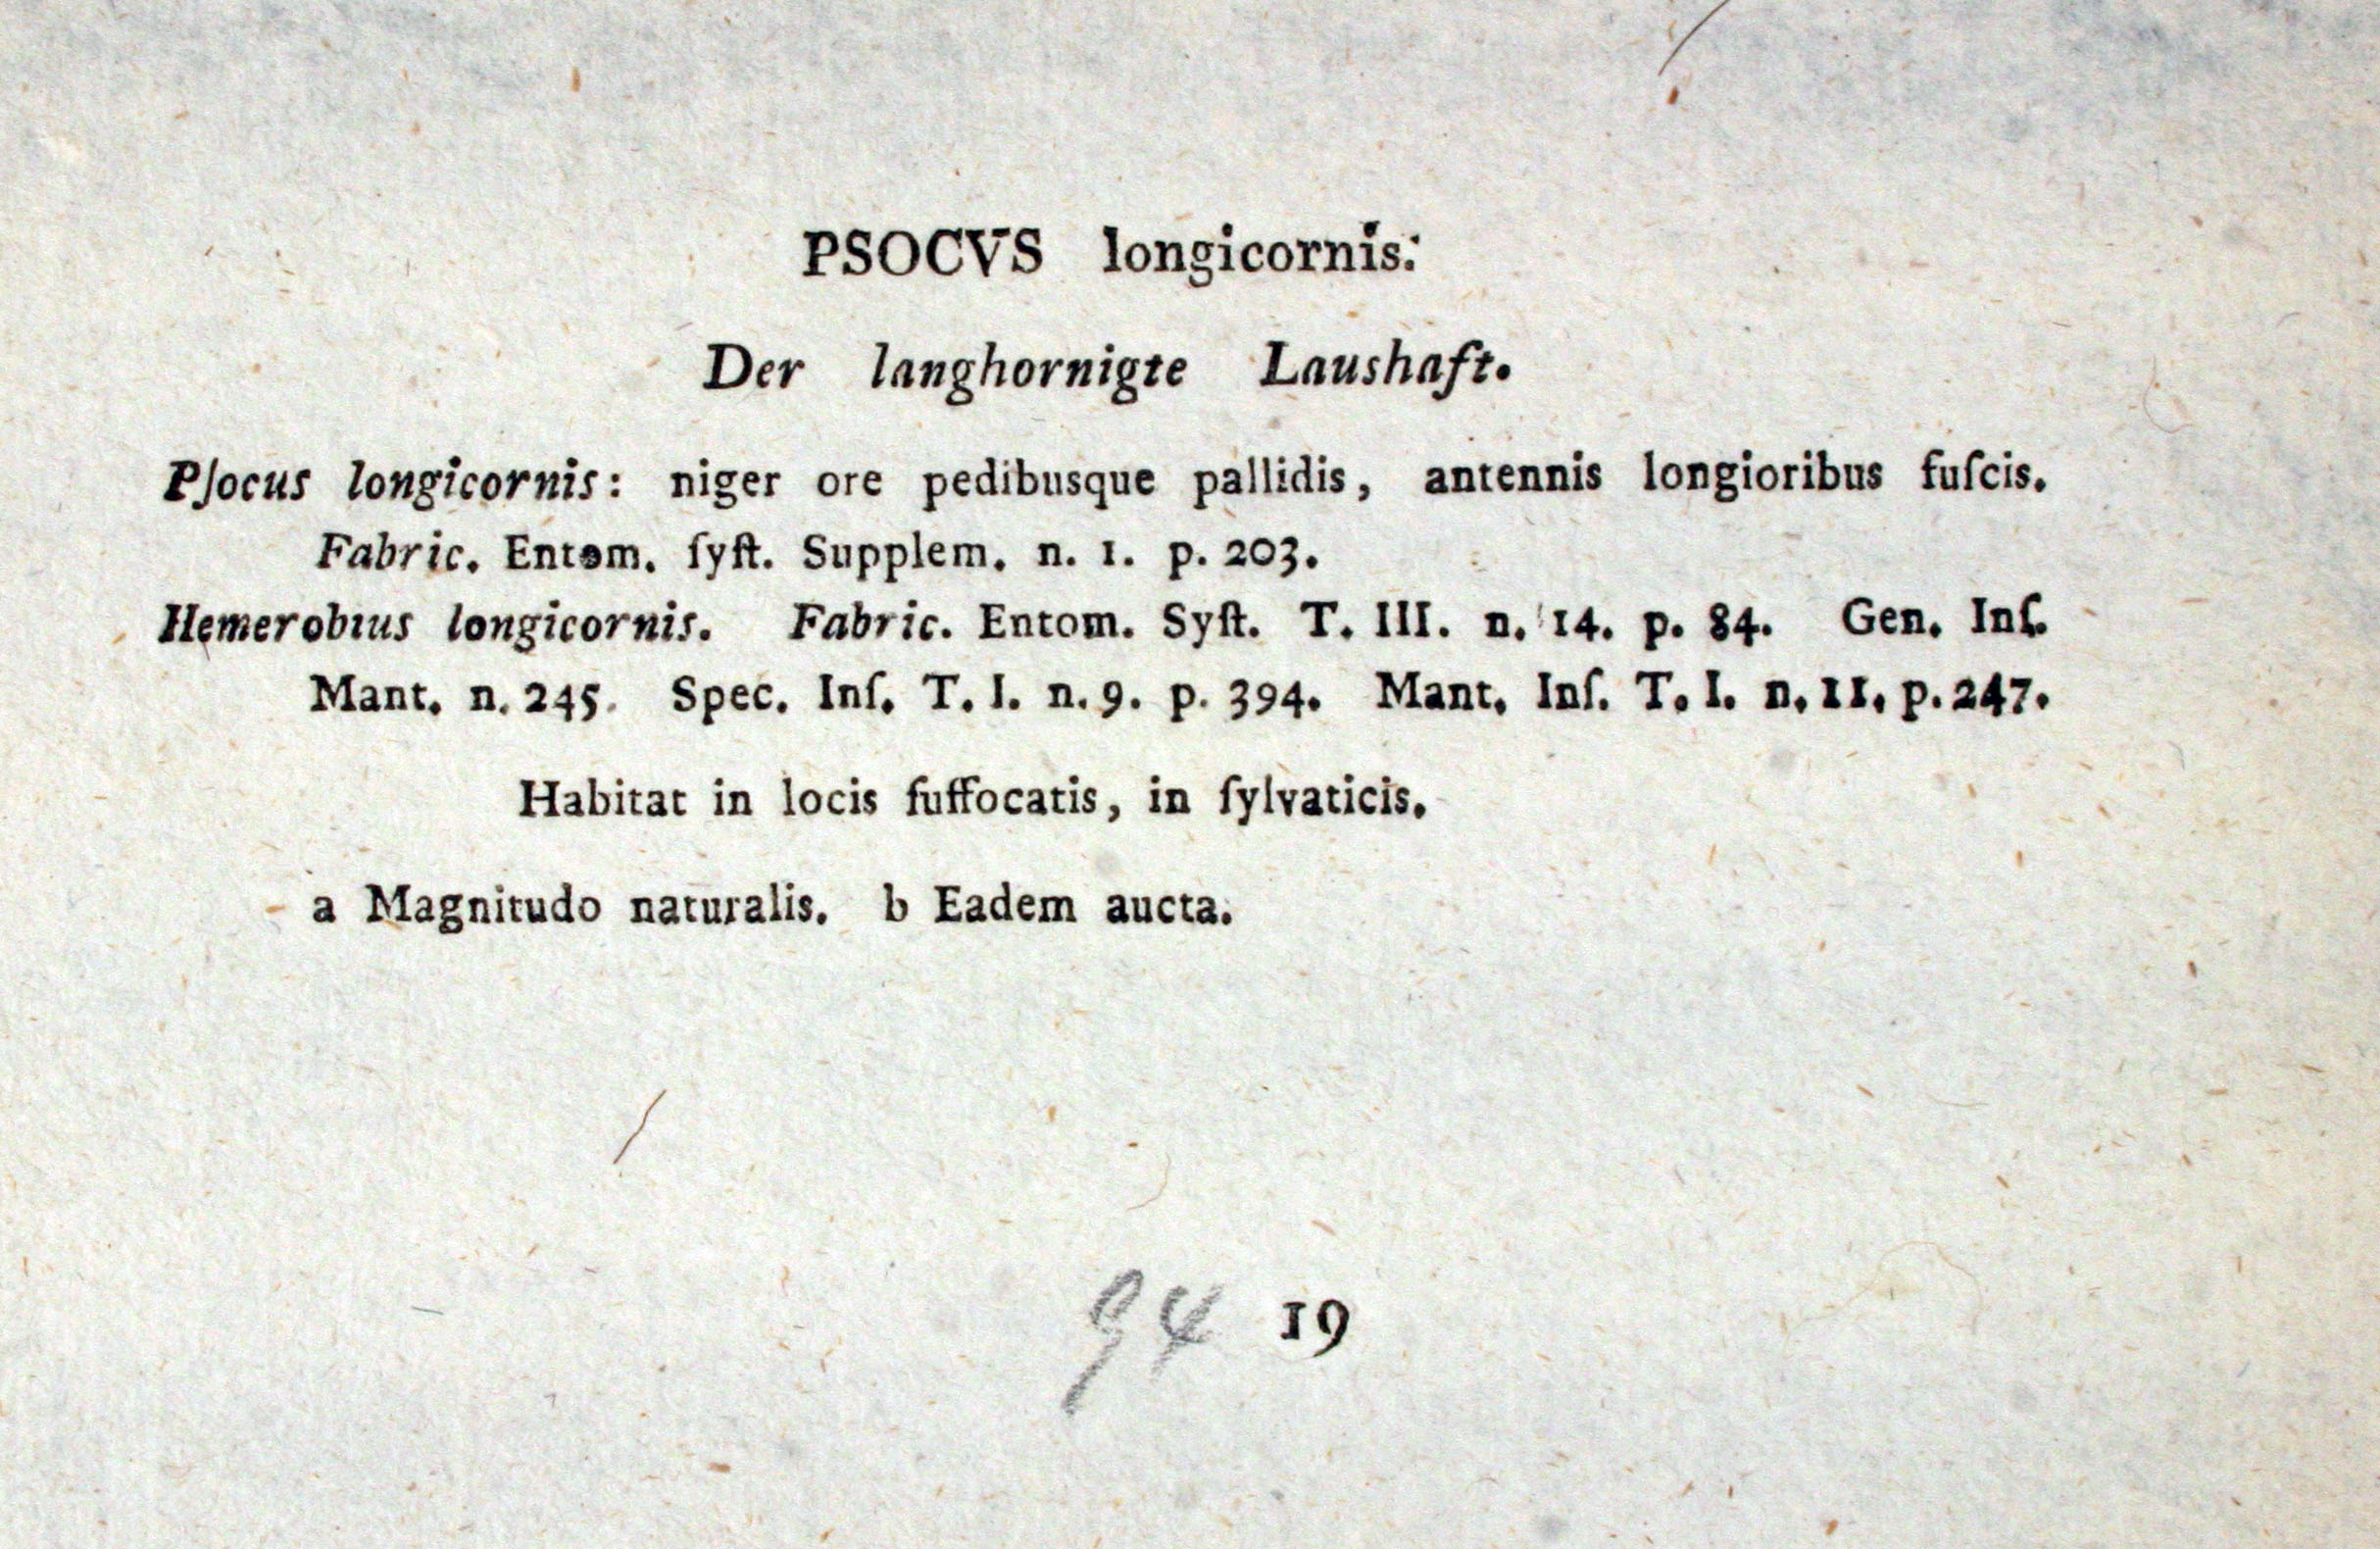 PSOCVS longicornis.
Der langhornigte Laushaft.
Pſocus longicornis: niger ore pedibusque pallidis, antennis longioribus fuſcis.
Fabric. Entom. ſyſt. Supplem. n. 1. p. 203.
Hemerobius longicornis. Fabric. Entom. Syſt. T. III. n. 14. p. 84. Gen. Inſ.
Mant. n. 245. Spec. Inſ. T. I. n. 9. p. 394. Mant. Inſ. T. I. n. 11. p. 247.
Habitat in locis ſuffocatis, in ſylvaticis.
a Magnitudo naturalis. b Eadem aucta.
94 19